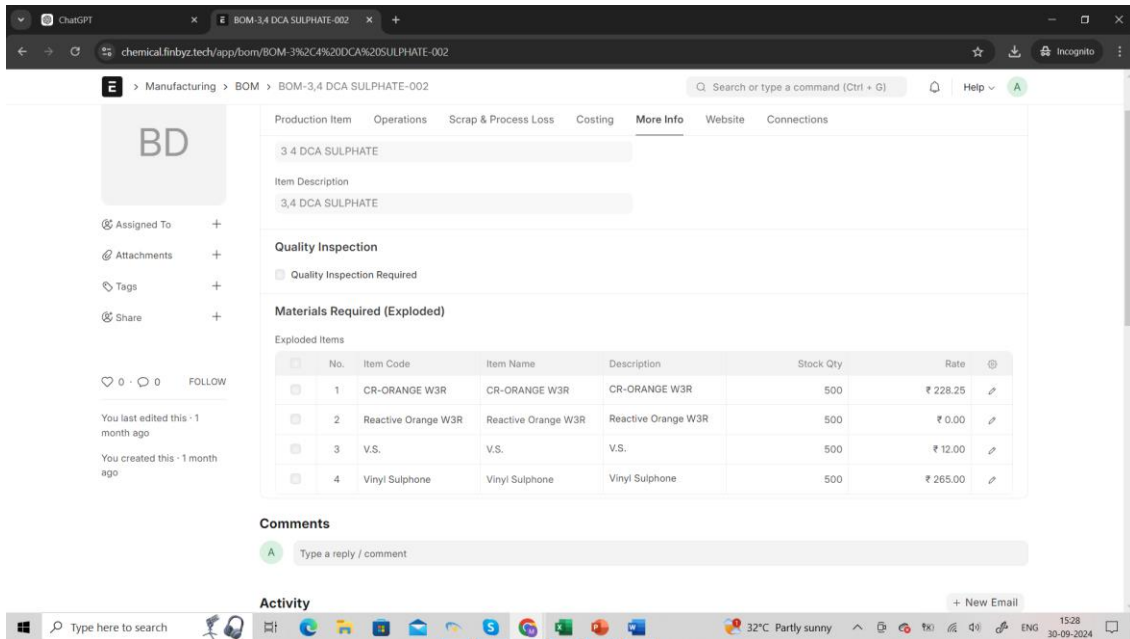 ChatGPT
BOM-3,4 DCA SULPHATE-002
chemical.finbyz.tech/app/bom/BOM-3%2C4%20DCA%20SULPHATE-002
Incognito
E > Manufacturing > BOM > BOM-3,4 DCA SULPHATE-002
Search or type a command (Ctrl + G)
Help
A
BD
Production Item Operations Scrap & Process Loss Costing More Info Website Connections
3 4 DCA SULPHATE
Item Description
3,4 DCA SULPHATE
Assigned To +
Attachments +
Tags +
Share +
0 · 0 FOLLOW
You last edited this · 1
month ago
You created this · 1 month
ago
Quality Inspection
Quality Inspection Required
Materials Required (Exploded)
Exploded Items
No. Item Code Item Name Description Stock Qty Rate
1 CR-ORANGE W3R CR-ORANGE W3R CR-ORANGE W3R 500 ₹ 228.25
2 Reactive Orange W3R Reactive Orange W3R Reactive Orange W3R 500 ₹ 0.00
3 V.S. V.S. V.S. 500 ₹ 12.00
4 Vinyl Sulphone Vinyl Sulphone Vinyl Sulphone 500 ₹ 265.00
Comments
A Type a reply / comment
Activity + New Email
Type here to search
32°C Partly sunny
ENG
15:28
30-09-2024